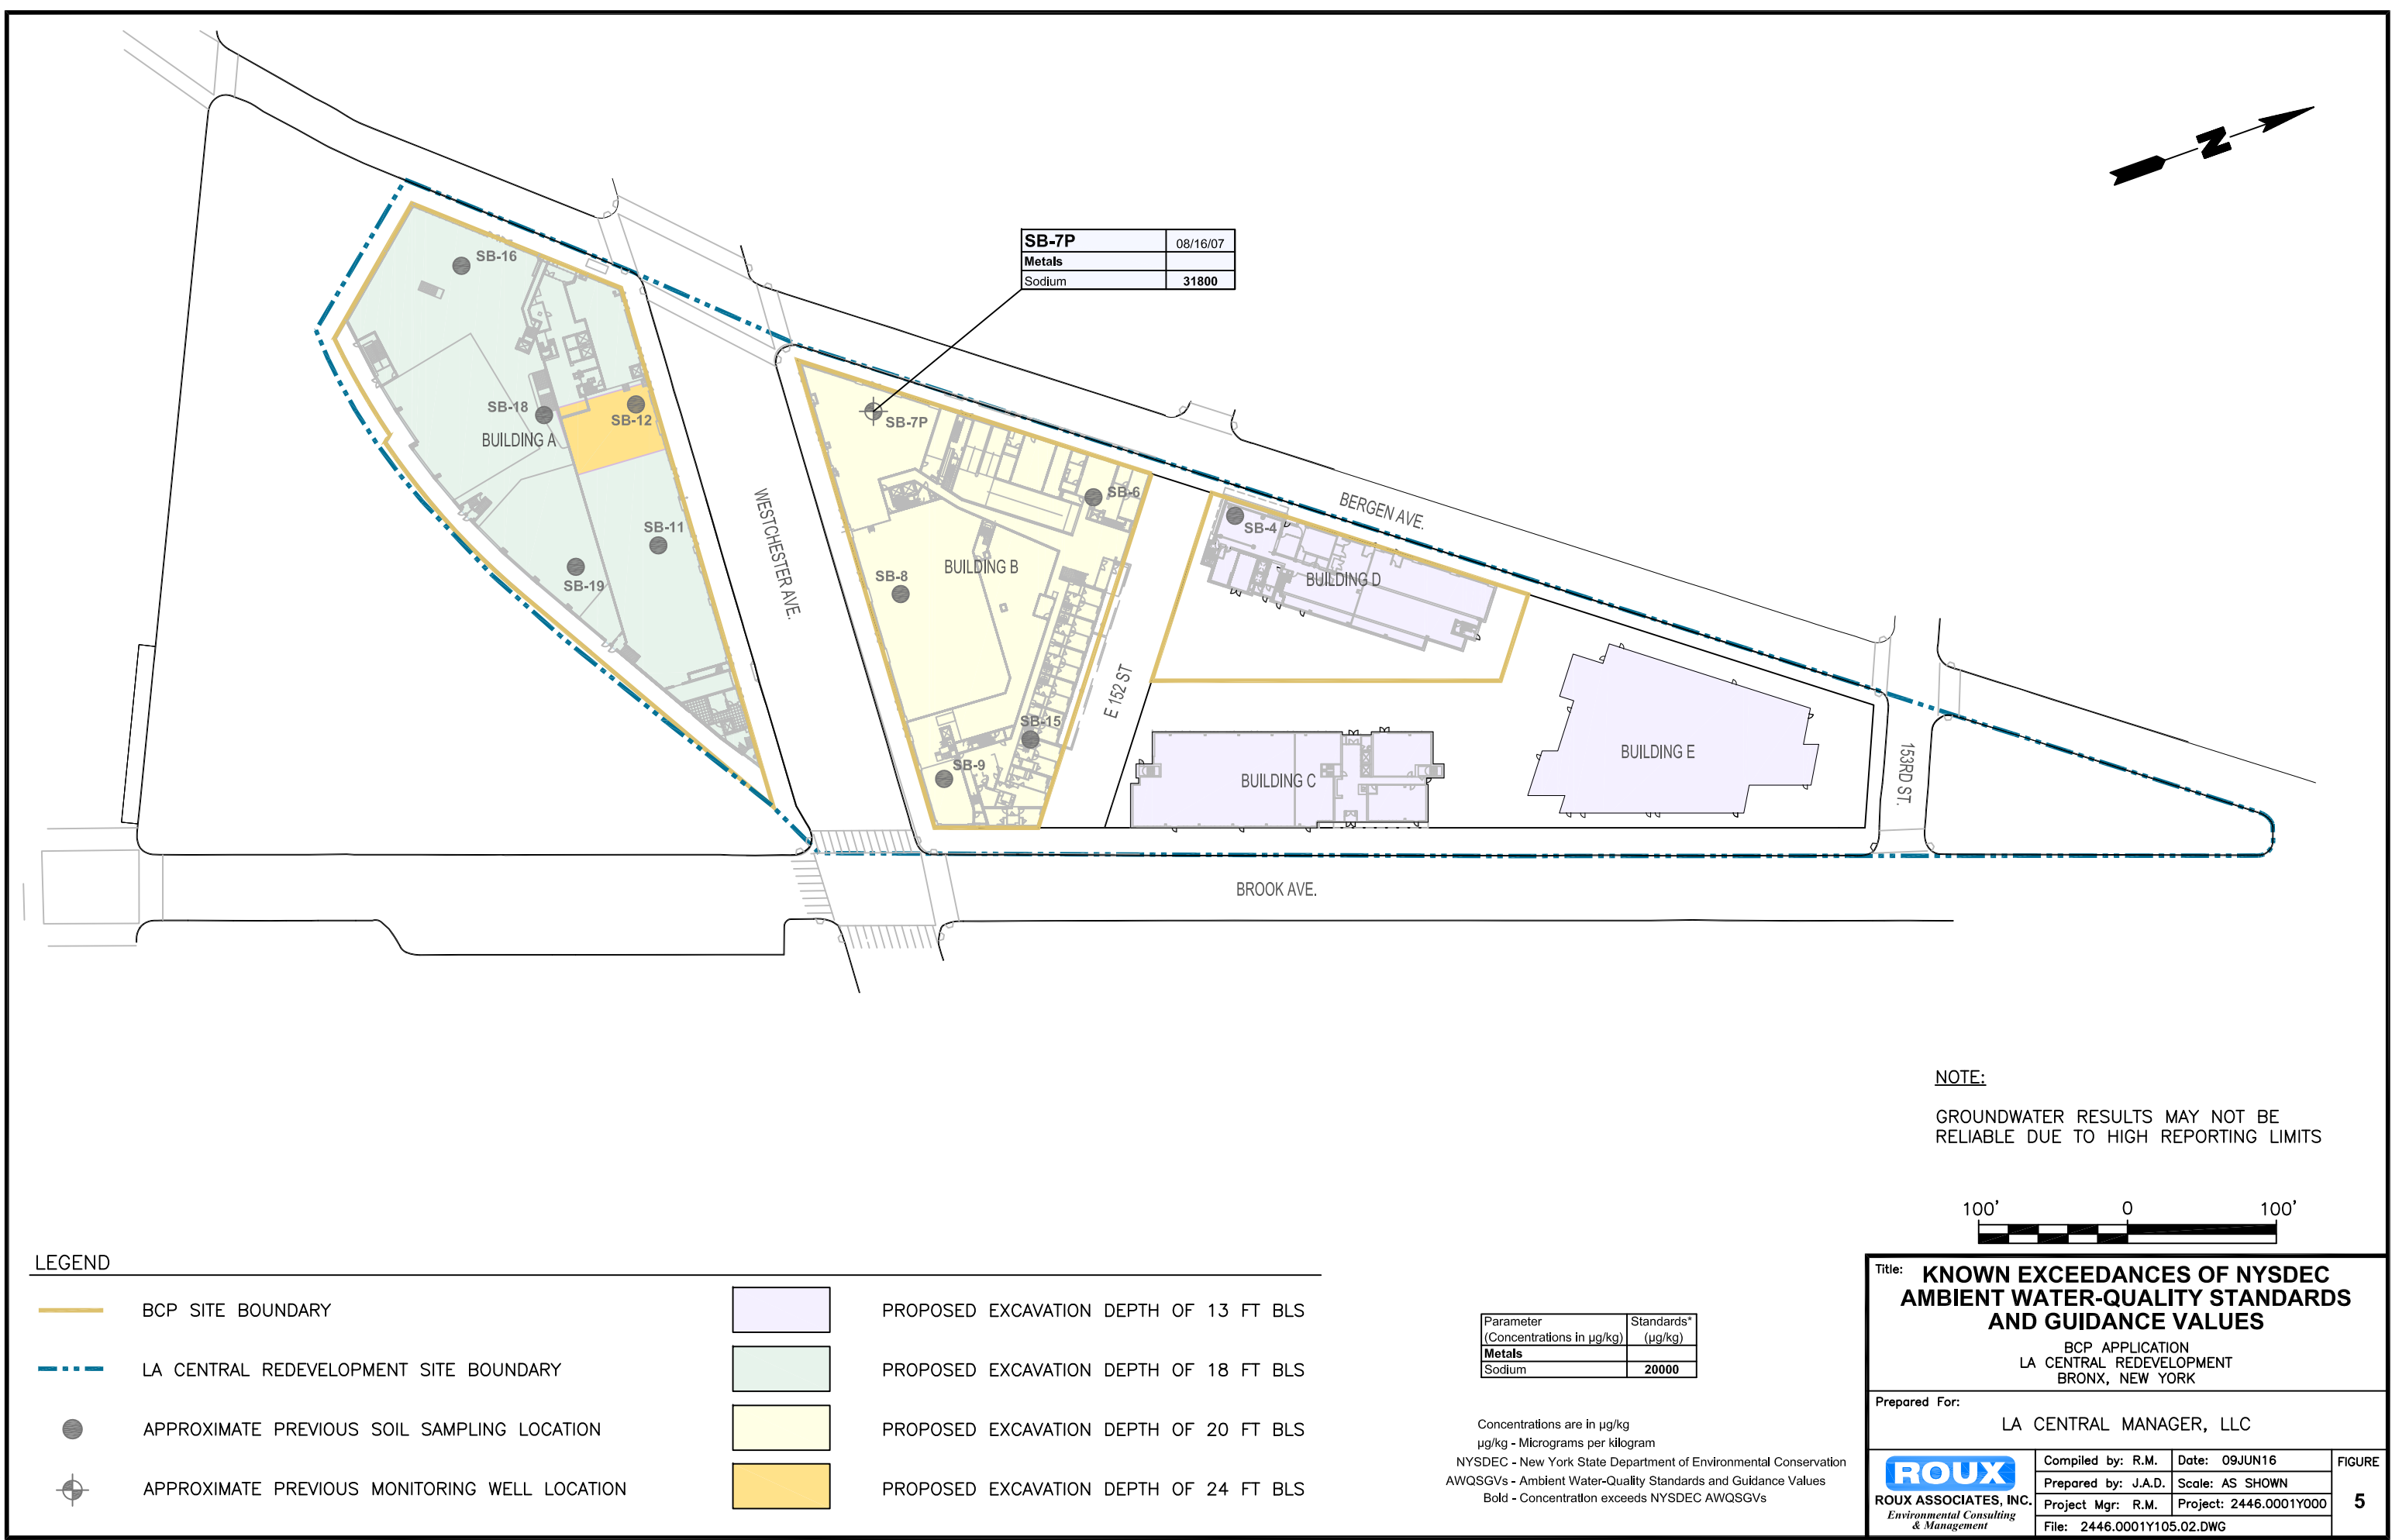 N
SB-7P 08/16/07
Metals
Sodium 31800
SB-16
SB-18
BUILDING A
SB-12
SB-11
SB-19
WESTCHESTER AVE.
SB-7P
SB-6
SB-8
BUILDING B
SB-15
SB-9
E 152 ST
BERGEN AVE.
SB-4
BUILDING D
BUILDING C
BUILDING E
153RD ST.
BROOK AVE.
NOTE:
GROUNDWATER RESULTS MAY NOT BE
RELIABLE DUE TO HIGH REPORTING LIMITS
100' 0 100'
LEGEND
BCP SITE BOUNDARY
LA CENTRAL REDEVELOPMENT SITE BOUNDARY
APPROXIMATE PREVIOUS SOIL SAMPLING LOCATION
APPROXIMATE PREVIOUS MONITORING WELL LOCATION
PROPOSED EXCAVATION DEPTH OF 13 FT BLS
PROPOSED EXCAVATION DEPTH OF 18 FT BLS
PROPOSED EXCAVATION DEPTH OF 20 FT BLS
PROPOSED EXCAVATION DEPTH OF 24 FT BLS
Parameter Standards*
(Concentrations in µg/kg) (µg/kg)
Metals
Sodium 20000
Concentrations are in µg/kg
µg/kg - Micrograms per kilogram
NYSDEC - New York State Department of Environmental Conservation
AWQSGVs - Ambient Water-Quality Standards and Guidance Values
Bold - Concentration exceeds NYSDEC AWQSGVs
Title: KNOWN EXCEEDANCES OF NYSDEC
AMBIENT WATER-QUALITY STANDARDS
AND GUIDANCE VALUES
BCP APPLICATION
LA CENTRAL REDEVELOPMENT
BRONX, NEW YORK
Prepared For:
LA CENTRAL MANAGER, LLC
ROUX
ROUX ASSOCIATES, INC.
Environmental Consulting
& Management
Compiled by: R.M. Date: 09JUN16
Prepared by: J.A.D. Scale: AS SHOWN
Project Mgr: R.M. Project: 2446.0001Y000
File: 2446.0001Y105.02.DWG
FIGURE
5